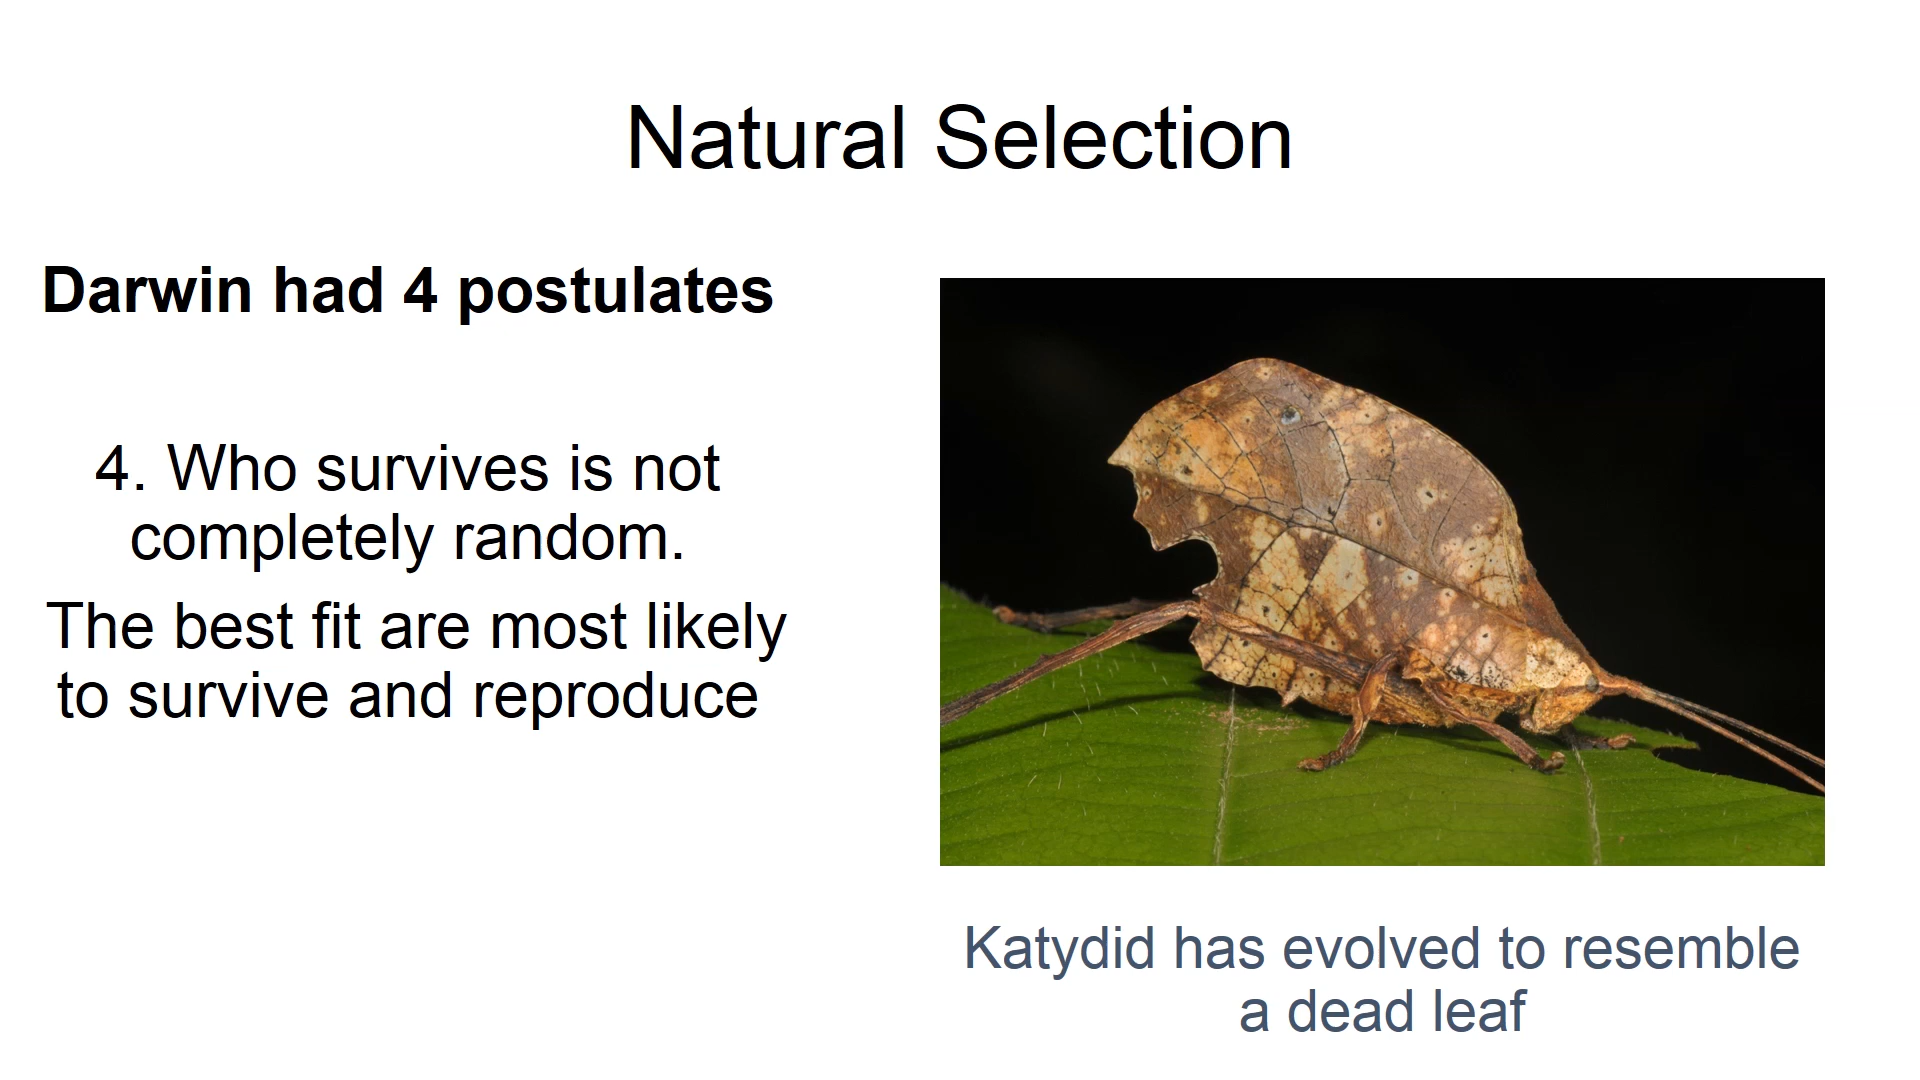 Natural Selection
Darwin had 4 postulates
4. Who survives is not
completely random.
The best fit are most likely
to survive and reproduce
Katydid has evolved to resemble
a dead leaf